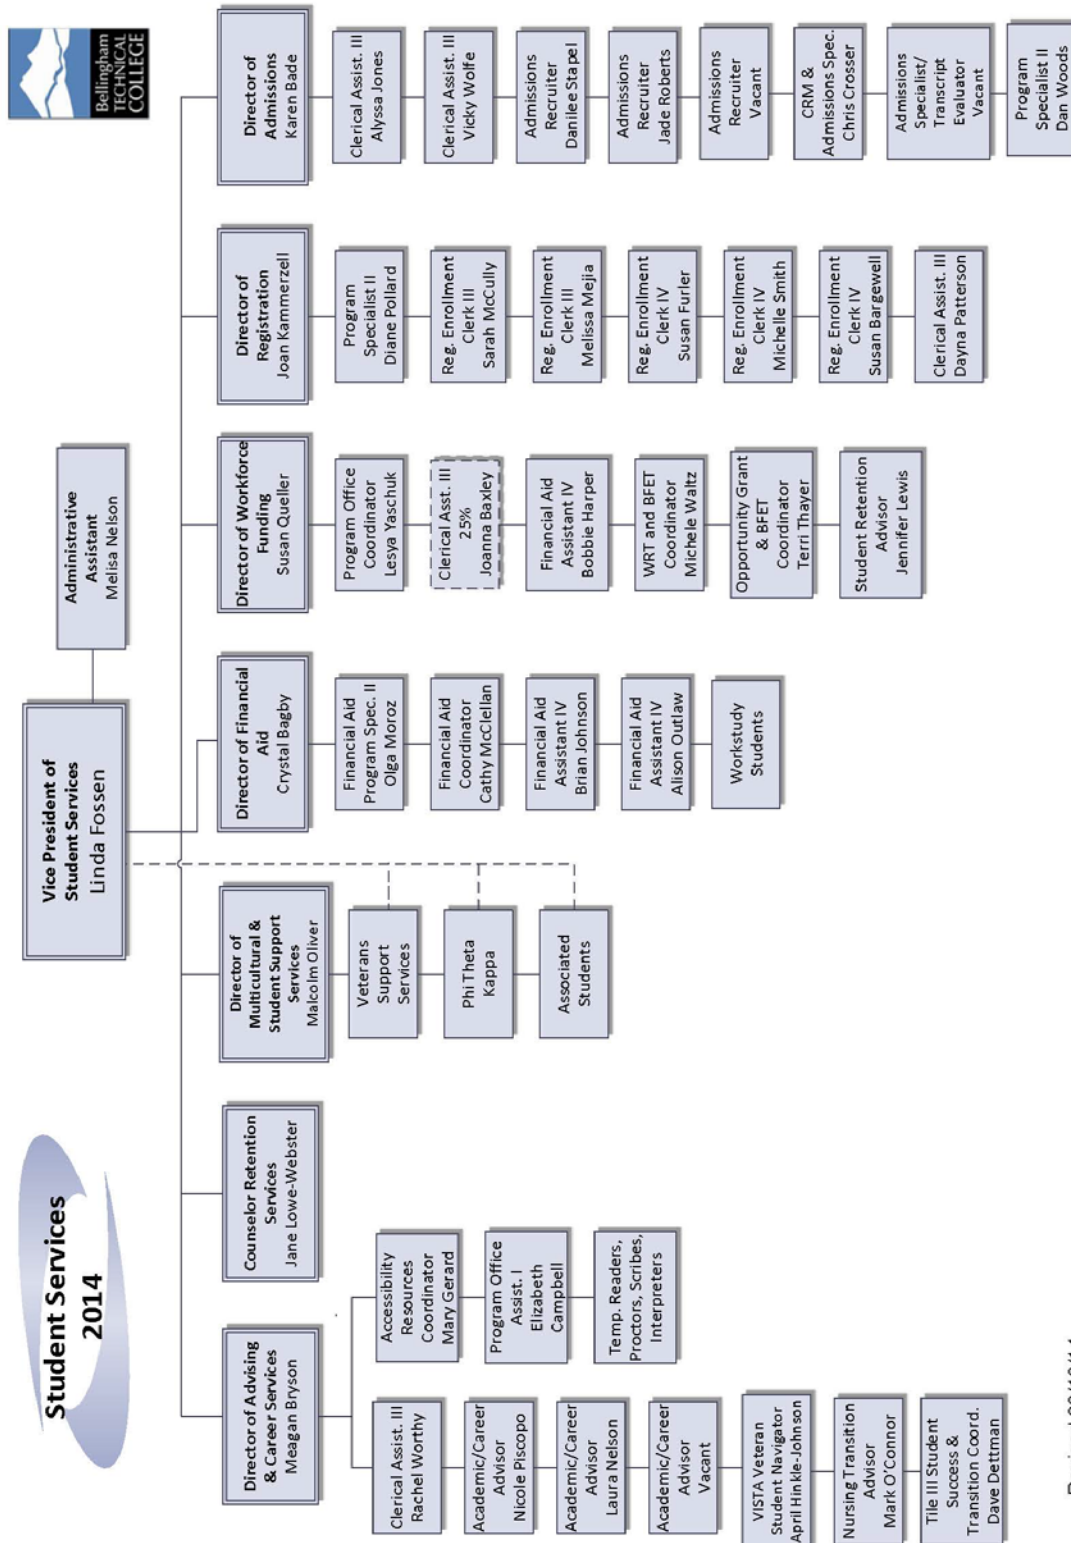 Student Services
2014
Bellingham
TECHNICAL
COLLEGE
Vice President of
Student Services
Linda Fossen
Administrative
Assistant
Melisa Nelson
Director of Advising
& Career Services
Meagan Bryson
Clerical Assist. III
Rachel Worthy
Academic/Career
Advisor
Nicole Piscopo
Academic/Career
Advisor
Laura Nelson
Academic/Career
Advisor
Vacant
VISTA Veteran
Student Navigator
April Hinkle-Johnson
Nursing Transition
Advisor
Mark O'Connor
Tile III Student
Success &
Transition Coord.
Dave Dettman
Accessibility
Resources
Coordinator
Mary Gerard
Program Office
Assist. I
Elizabeth
Campbell
Temp. Readers,
Proctors, Scribes,
Interpreters
Counselor Retention
Services
Jane Lowe-Webster
Director of
Multicultural &
Student Support
Services
Malcolm Oliver
Veterans
Support
Services
Phi Theta
Kappa
Associated
Students
Director of Financial
Aid
Crystal Bagby
Financial Aid
Program Spec. II
Olga Moroz
Financial Aid
Coordinator
Cathy McClellan
Financial Aid
Assistant IV
Brian Johnson
Financial Aid
Assistant IV
Alison Outlaw
Workstudy
Students
Director of Workforce
Funding
Susan Queller
Program Office
Coordinator
Lesya Yaschuk
Clerical Asst. III
25%
Joanna Baxley
Financial Aid
Assistant IV
Bobbie Harper
WRT and BFET
Coordinator
Michelle Waltz
Opportunity Grant
& BFET
Coordinator
Terri Thayer
Student Retention
Advisor
Jennifer Lewis
Director of
Registration
Joan Kammerzell
Program
Specialist II
Diane Pollard
Reg. Enrollment
Clerk III
Sarah McCully
Reg. Enrollment
Clerk III
Melissa Mejia
Reg. Enrollment
Clerk IV
Susan Furler
Reg. Enrollment
Clerk IV
Michelle Smith
Reg. Enrollment
Clerk IV
Susan Bargewell
Clerical Assist. III
Dayna Patterson
Director of
Admissions
Karen Bade
Clerical Assist. III
Alyssa Jones
Clerical Assist. III
Vicky Wolfe
Admissions
Recruiter
Danilee Stapel
Admissions
Recruiter
Jade Roberts
Admissions
Recruiter
Vacant
CRM &
Admissions Spec.
Chris Crosser
Admissions
Specialist/
Transcript
Evaluator
Vacant
Program
Specialist II
Dan Woods